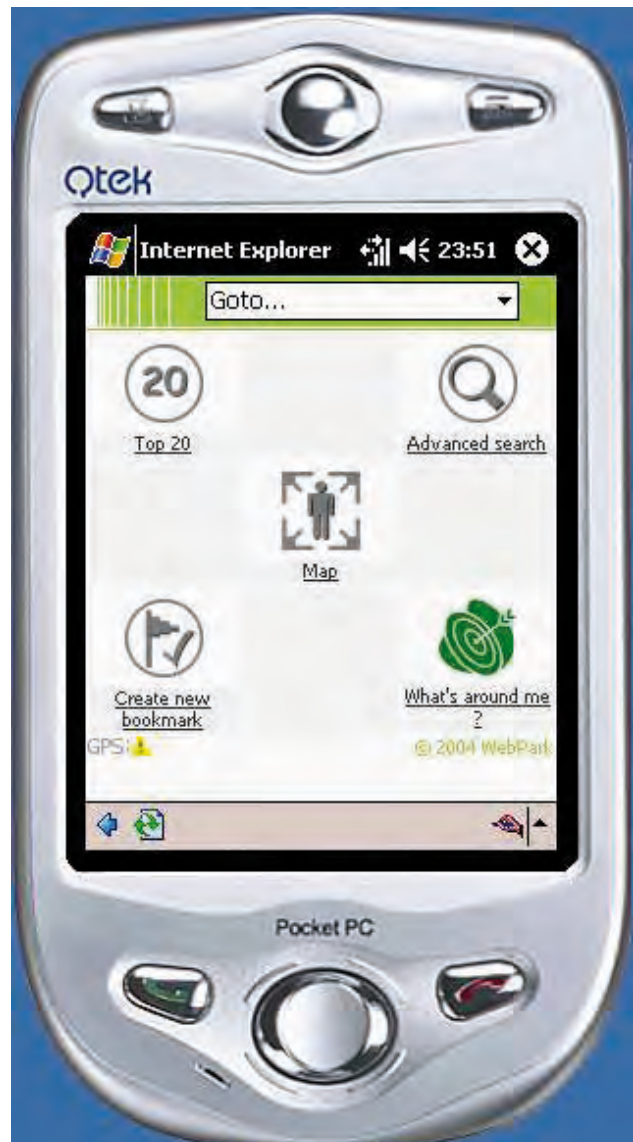 Qtek
Internet Explorer 23:51
Goto...
20
Top 20
Advanced search
Map
Create new
bookmark
What's around me
?
GPS:
© 2004 WebPark
Pocket PC